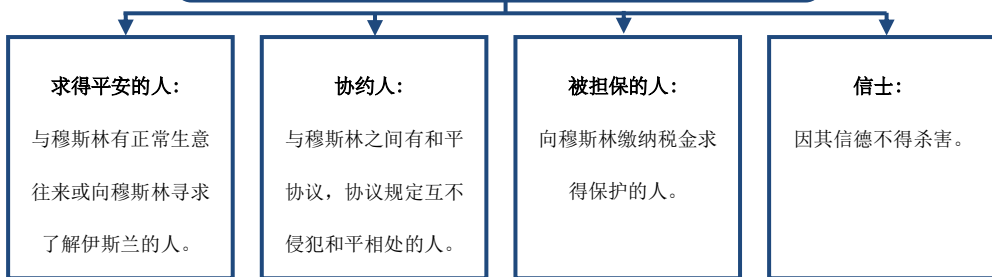 求得平安的人：
与穆斯林有正常生意
往来或向穆斯林寻求
了解伊斯兰的人。
协约人：
与穆斯林之间有和平
协议，协议规定互不
侵犯和平相处的人。
被担保的人：
向穆斯林缴纳税金求
得保护的人。
信士：
因其信德不得杀害。